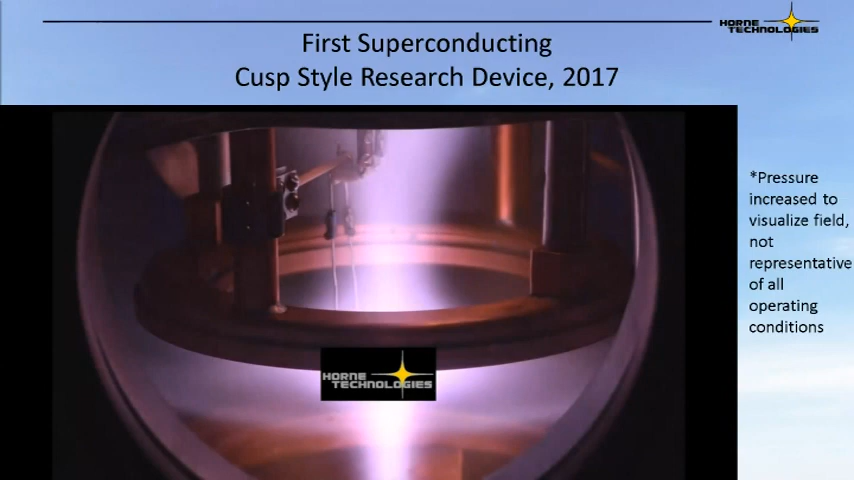 HORNE
TECHNOLOGIES
First Superconducting
Cusp Style Research Device, 2017
*Pressure
increased to
visualize field,
not
representative
of all
operating
conditions
HORNE
TECHNOLOGIES